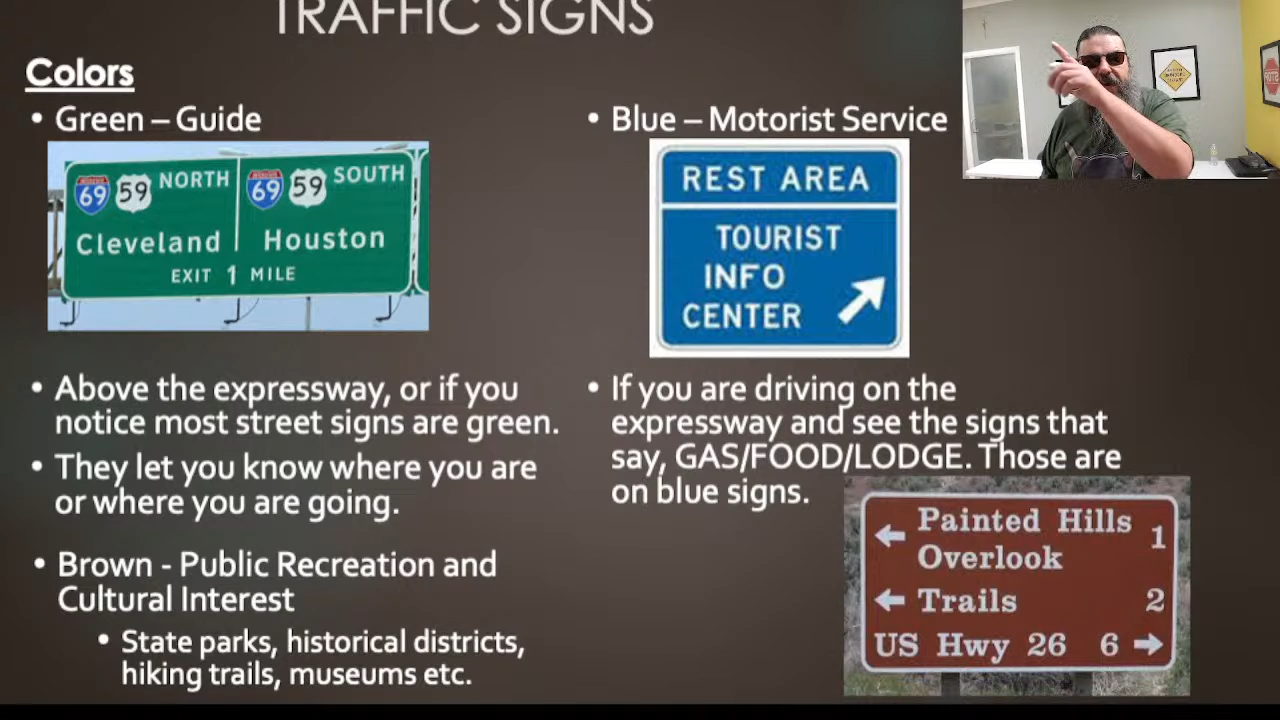 TRAFFIC SIGNS
Colors
• Green – Guide
69 59 NORTH 69 59 SOUTH
Cleveland Houston
EXIT 1 MILE
• Above the expressway, or if you
notice most street signs are green.
• They let you know where you are
or where you are going.
• Brown - Public Recreation and
Cultural Interest
• State parks, historical districts,
hiking trails, museums etc.
• Blue – Motorist Service
REST AREA
TOURIST
INFO
CENTER
• If you are driving on the
expressway and see the signs that
say, GAS/FOOD/LODGE. Those are
on blue signs.
Painted Hills 1
Overlook
Trails 2
US Hwy 26 6